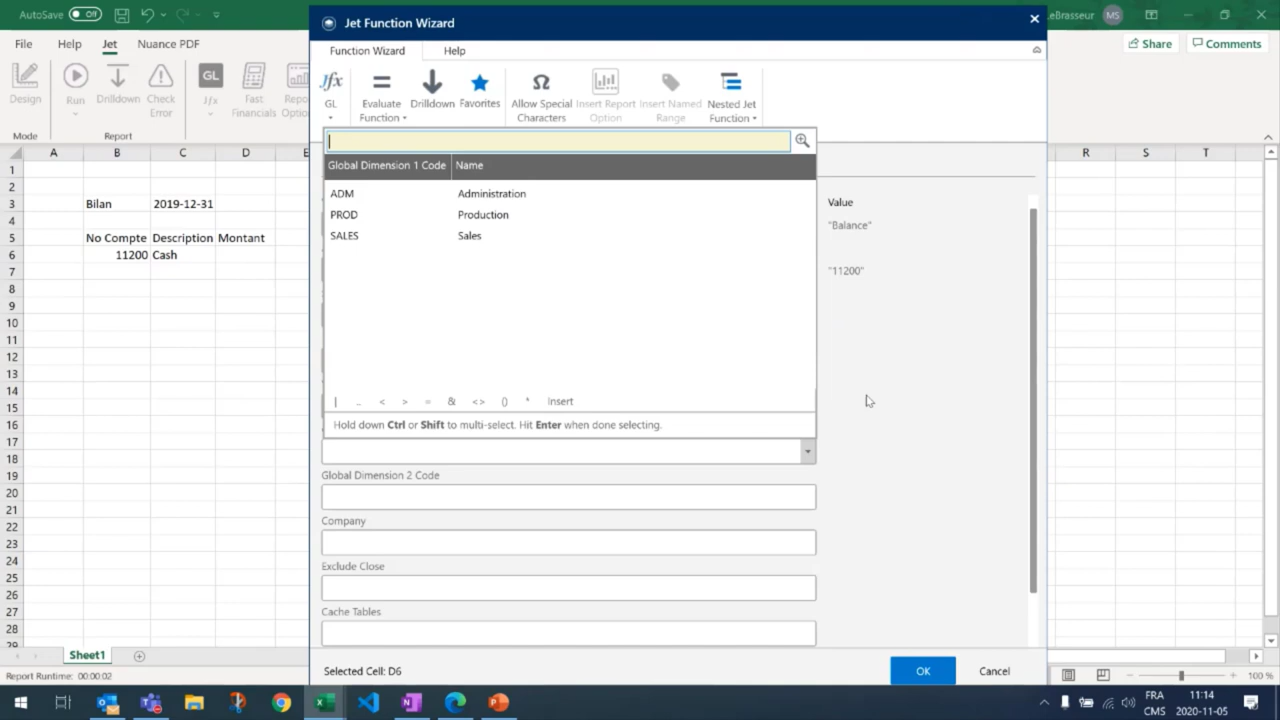 AutoSave Off
eBrasseur MS
Jet Function Wizard
File Help Jet Nuance PDF
Share Comments
Function Wizard Help
Design Run Drilldown Check Error GL Jfx Fast Financials
Mode Report
Jfx GL Evaluate Function Drilldown Favorites Allow Special Characters Insert Report Option Insert Named Range Nested Jet Function
A B C D E R S T
Global Dimension 1 Code Name
ADM Administration
PROD Production
SALES Sales
Value
"Balance"
"11200"
1
2
3 Bilan 2019-12-31
4
5 No Compte Description Montant
6 11200 Cash
7
8
9
10
11
12
13
14
15
16
17
18
19
20
21
22
23
24
25
26
27
28
29
| .. < > = & <> () * Insert
Hold down Ctrl or Shift to multi-select. Hit Enter when done selecting.
Global Dimension 2 Code
Company
Exclude Close
Cache Tables
Sheet1
Selected Cell: D6
OK Cancel
Report Runtime: 00:00:02
100 %
FRA 11:14
CMS 2020-11-05